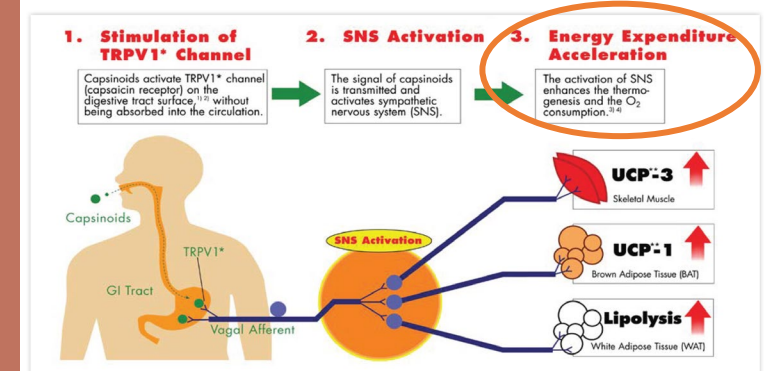 1. Stimulation of
TRPV1* Channel
2. SNS Activation
3. Energy Expenditure
Acceleration
Capsinoids activate TRPV1* channel
(capsaicin receptor) on the
digestive tract surface,1) 2) without
being absorbed into the circulation.
The signal of capsinoids
is transmitted and
activates sympathetic
nervous system (SNS).
The activation of SNS
enhances the thermo-
genesis and the O2
consumption.3) 4)
Capsinoids
TRPV1*
GI Tract
Vagal Afferent
SNS Activation
UCP**-3
Skeletal Muscle
UCP**-1
Brown Adipose Tissue (BAT)
Lipolysis
White Adipose Tissue (WAT)